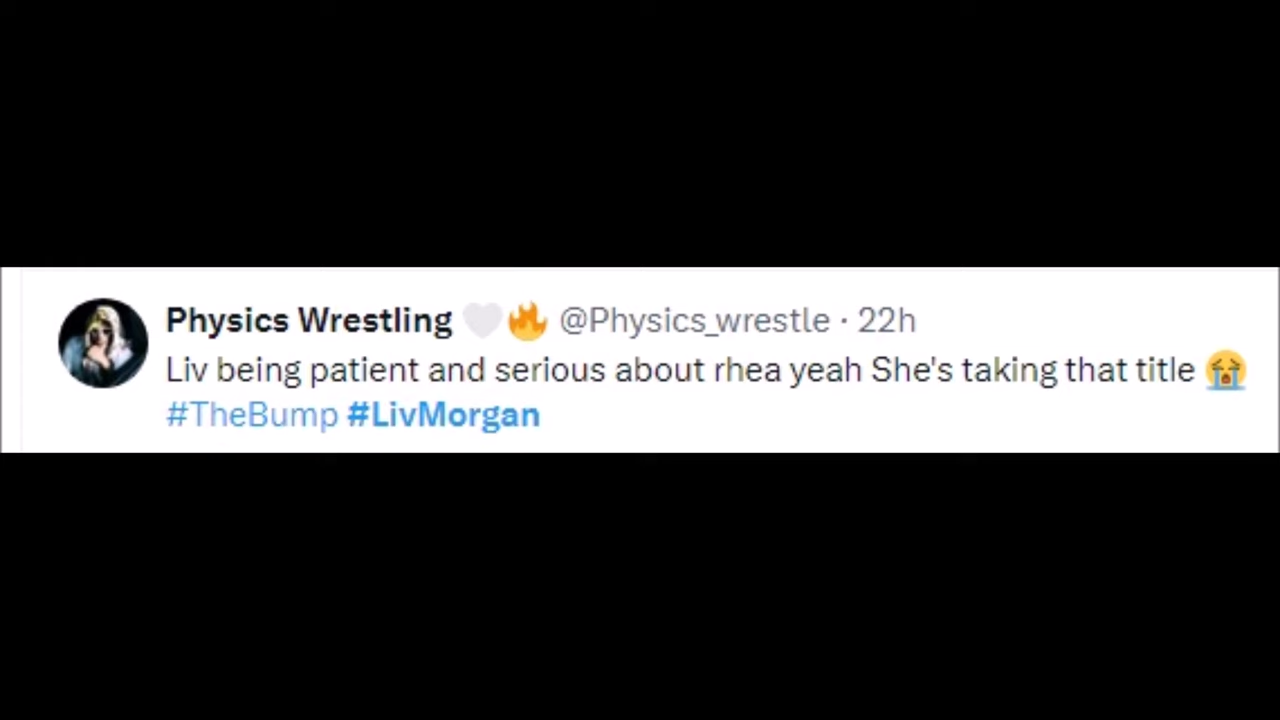 Physics Wrestling 🤍🔥 @Physics_wrestle · 22h
Liv being patient and serious about rhea yeah She's taking that title 😭
#TheBump #LivMorgan